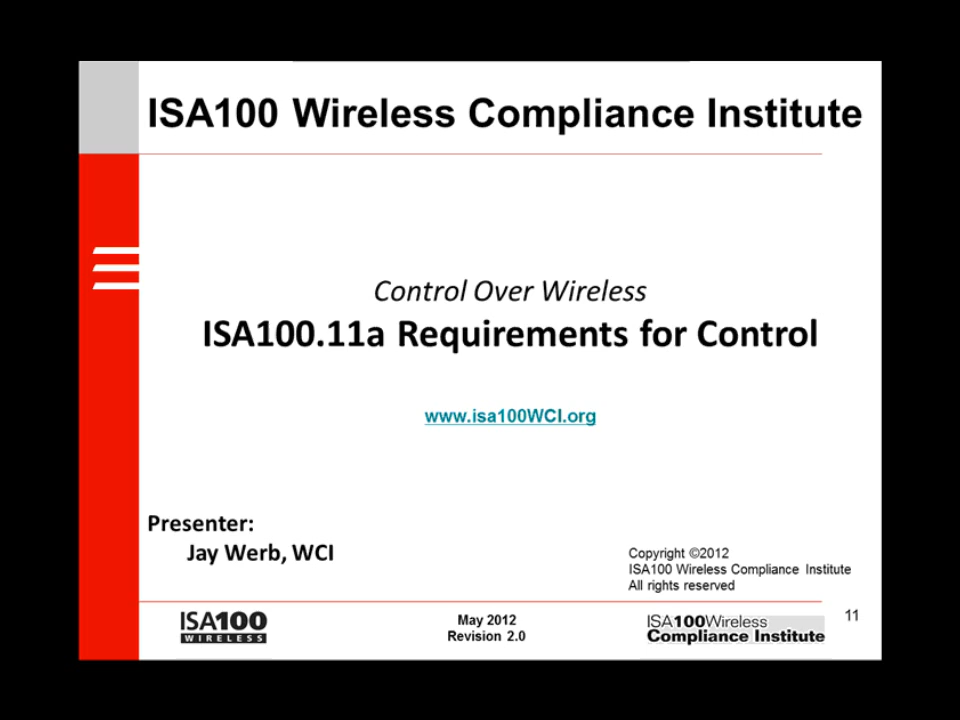 ISA100 Wireless Compliance Institute
Control Over Wireless
ISA100.11a Requirements for Control
www.isa100WCI.org
Presenter:
Jay Werb, WCI
Copyright ©2012
ISA100 Wireless Compliance Institute
All rights reserved
ISA100
WIRELESS
May 2012
Revision 2.0
ISA100Wireless
Compliance Institute
11